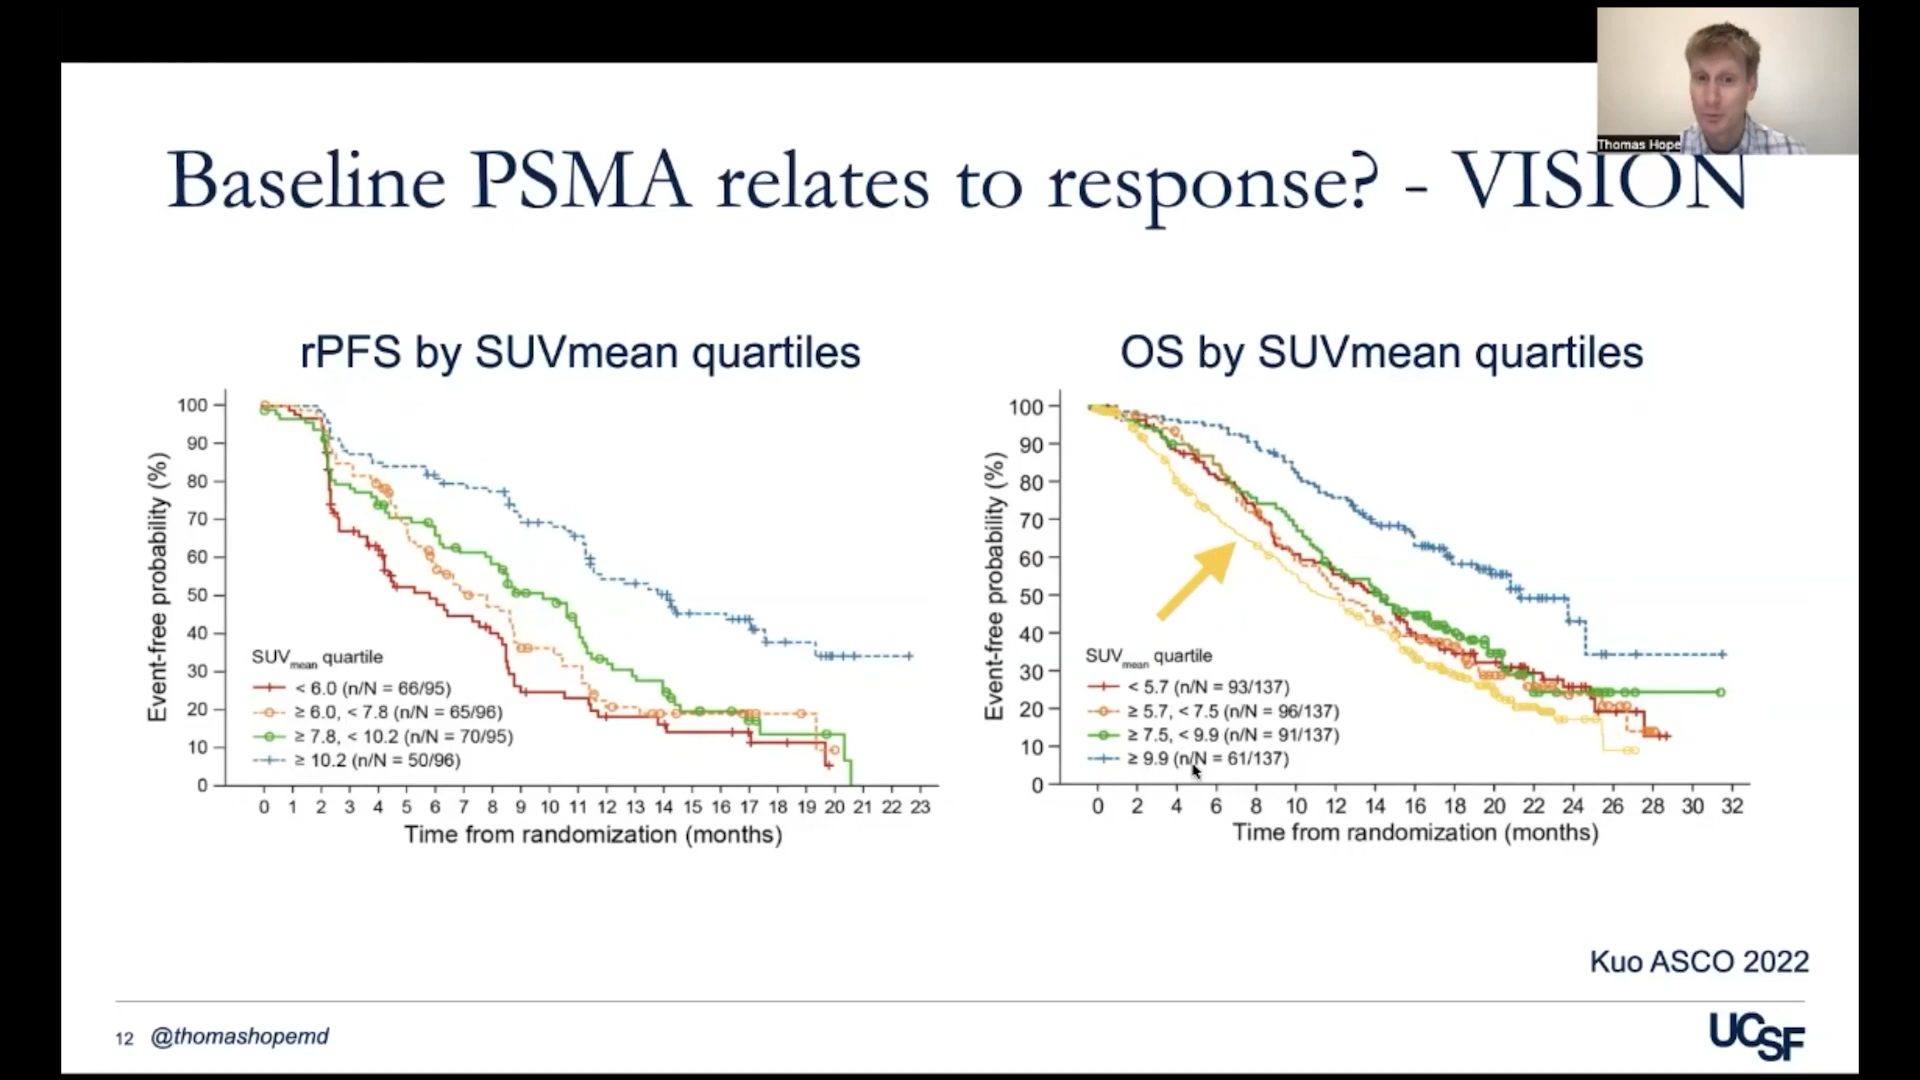 Thomas Hope
Baseline PSMA relates to response? - VISION
rPFS by SUVmean quartiles
Event-free probability (%)
100
90
80
70
60
50
40
30
20
10
0
SUVmean quartile
< 6.0 (n/N = 66/95)
≥ 6.0, < 7.8 (n/N = 65/96)
≥ 7.8, < 10.2 (n/N = 70/95)
≥ 10.2 (n/N = 50/96)
0 1 2 3 4 5 6 7 8 9 10 11 12 13 14 15 16 17 18 19 20 21 22 23
Time from randomization (months)
OS by SUVmean quartiles
Event-free probability (%)
100
90
80
70
60
50
40
30
20
10
0
SUVmean quartile
< 5.7 (n/N = 93/137)
≥ 5.7, < 7.5 (n/N = 96/137)
≥ 7.5, < 9.9 (n/N = 91/137)
≥ 9.9 (n/N = 61/137)
0 2 4 6 8 10 12 14 16 18 20 22 24 26 28 30 32
Time from randomization (months)
Kuo ASCO 2022
12 @thomashopemd
UCSF